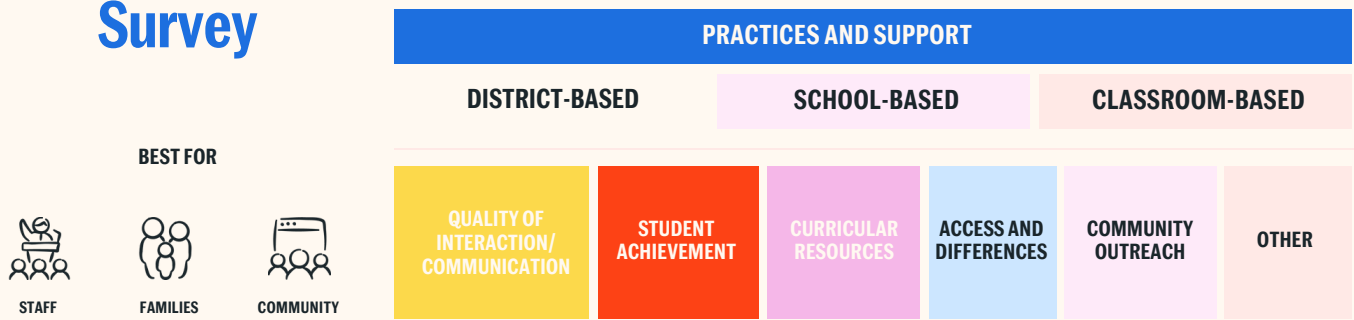 Survey
BEST FOR
STAFF
FAMILIES
COMMUNITY
PRACTICES AND SUPPORT
DISTRICT-BASED
SCHOOL-BASED
CLASSROOM-BASED
QUALITY OF
INTERACTION/
COMMUNICATION
STUDENT
ACHIEVEMENT
CURRICULAR
RESOURCES
ACCESS AND
DIFFERENCES
COMMUNITY
OUTREACH
OTHER